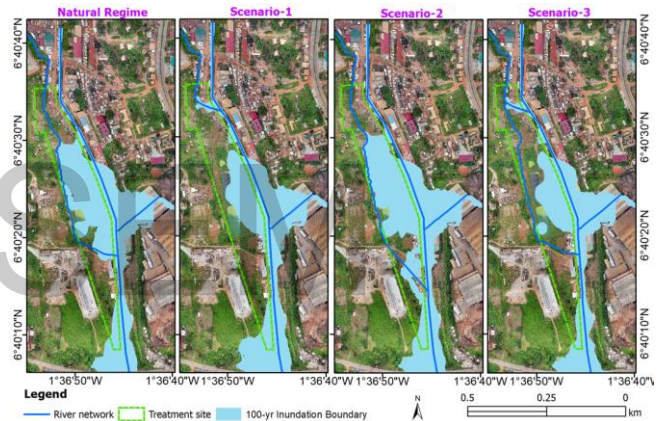 Natural Regime Scenario-1 Scenario-2 Scenario-3
6°40'40"N 6°40'40"N
6°40'30"N 6°40'30"N
6°40'20"N 6°40'20"N
6°40'10"N 6°40'10"N
1°36'50"W 1°36'40"W 1°36'50"W 1°36'40"W 1°36'50"W 1°36'40"W 1°36'50"W 1°36'40"W
Legend
River network Treatment site 100-yr Inundation Boundary
N
0.5 0.25 0
km